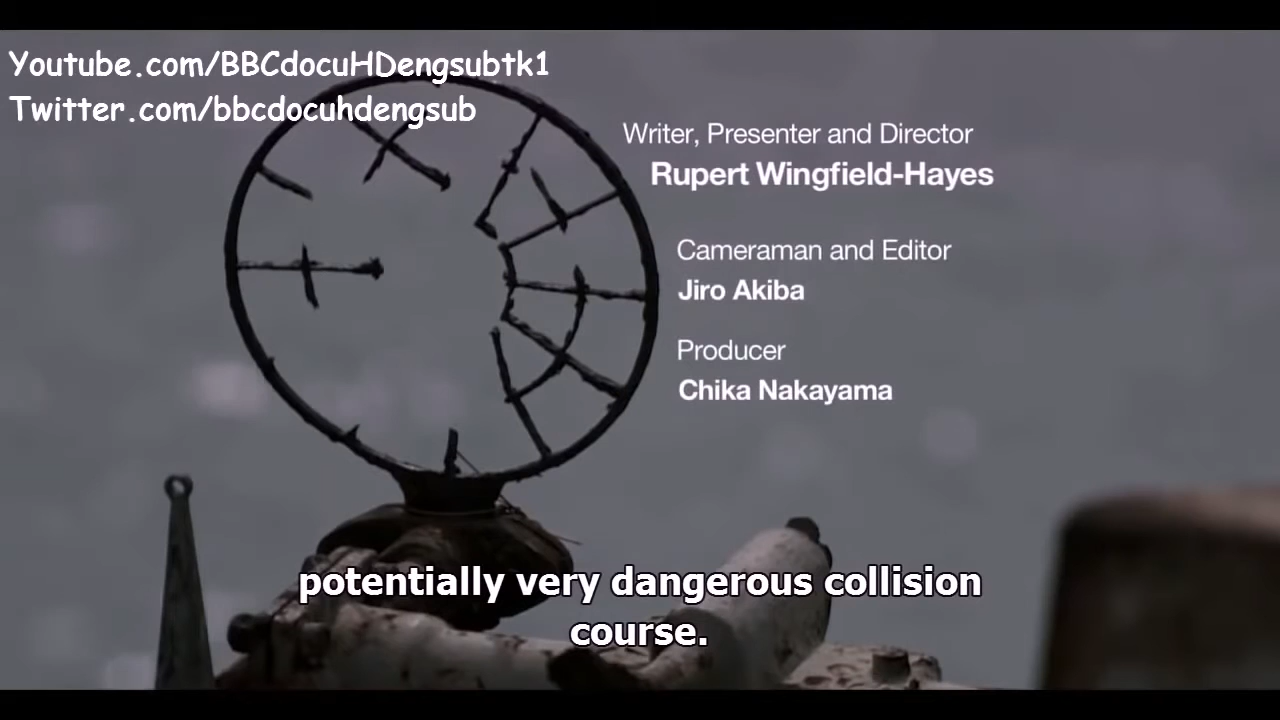 Youtube.com/BBCdocuHDengsubtk1
Twitter.com/bbcdocuhdengsub
Writer, Presenter and Director
Rupert Wingfield-Hayes
Cameraman and Editor
Jiro Akiba
Producer
Chika Nakayama
potentially very dangerous collision
course.